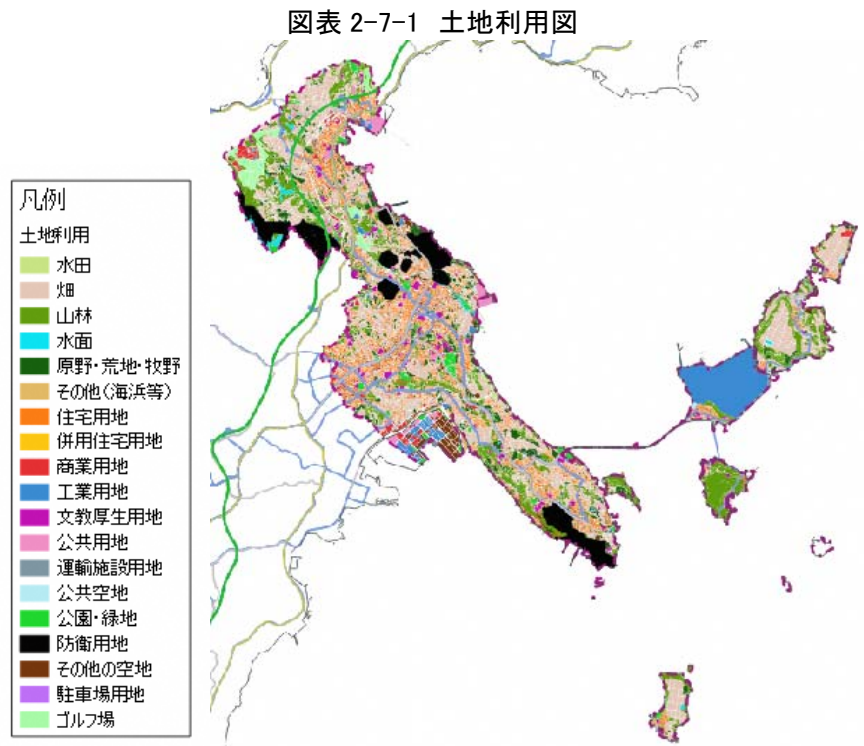 図表 2-7-1 土地利用図
凡例
土地利用
水田
畑
山林
水面
原野・荒地・牧野
その他(海浜等)
住宅用地
併用住宅用地
商業用地
工業用地
文教厚生用地
公共用地
運輸施設用地
公共空地
公園・緑地
防衛用地
その他の空地
駐車場用地
ゴルフ場